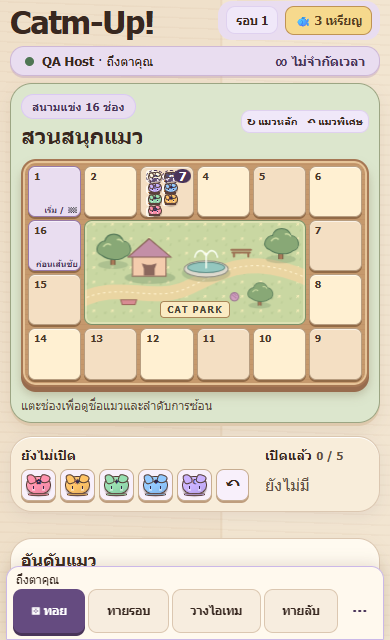 Catm-Up!
รอบ 1
3 เหรียญ
QA Host · ถึงตาคุณ
∞ ไม่จำกัดเวลา
สนามแข่ง 16 ช่อง
สวนสนุกแมว
↻ แมวหลัก ↶ แมวพิเศษ
1
2
7
4
5
6
เริ่ม /
16
ก่อนเส้นชัย
7
15
8
CAT PARK
14
13
12
11
10
9
แตะช่องเพื่อดูชื่อแมวและลำดับการซ้อน
ยังไม่เปิด
เปิดแล้ว 0 / 5
ยังไม่มี
อันดับแมว
ถึงตาคุณ
ทอย
ทายรอบ
วางไอเทม
ทายลับ
...